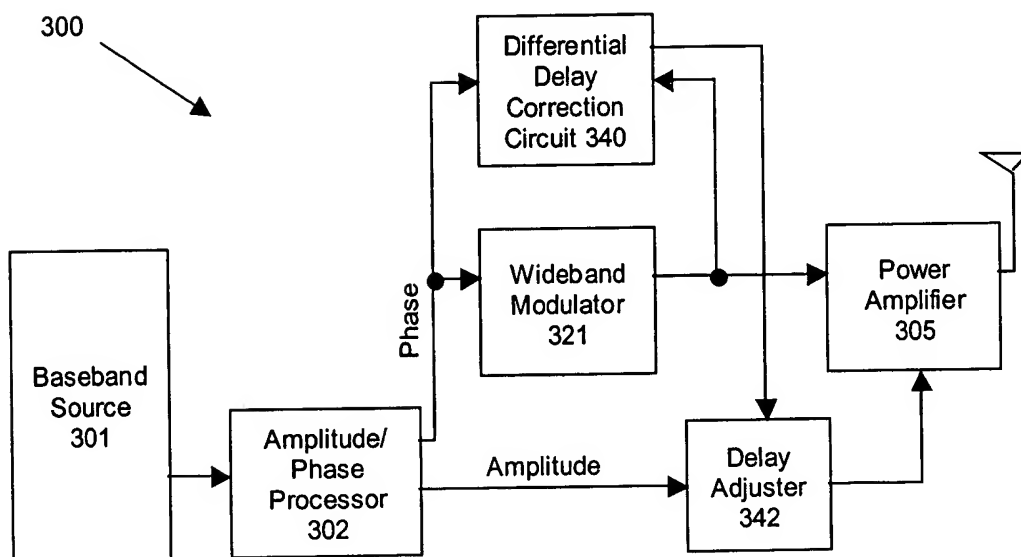 300
Differential
Delay
Correction
Circuit 340
Wideband
Modulator
321
Power
Amplifier
305
Phase
Baseband
Source
301
Amplitude/
Phase
Processor
302
Amplitude
Delay
Adjuster
342